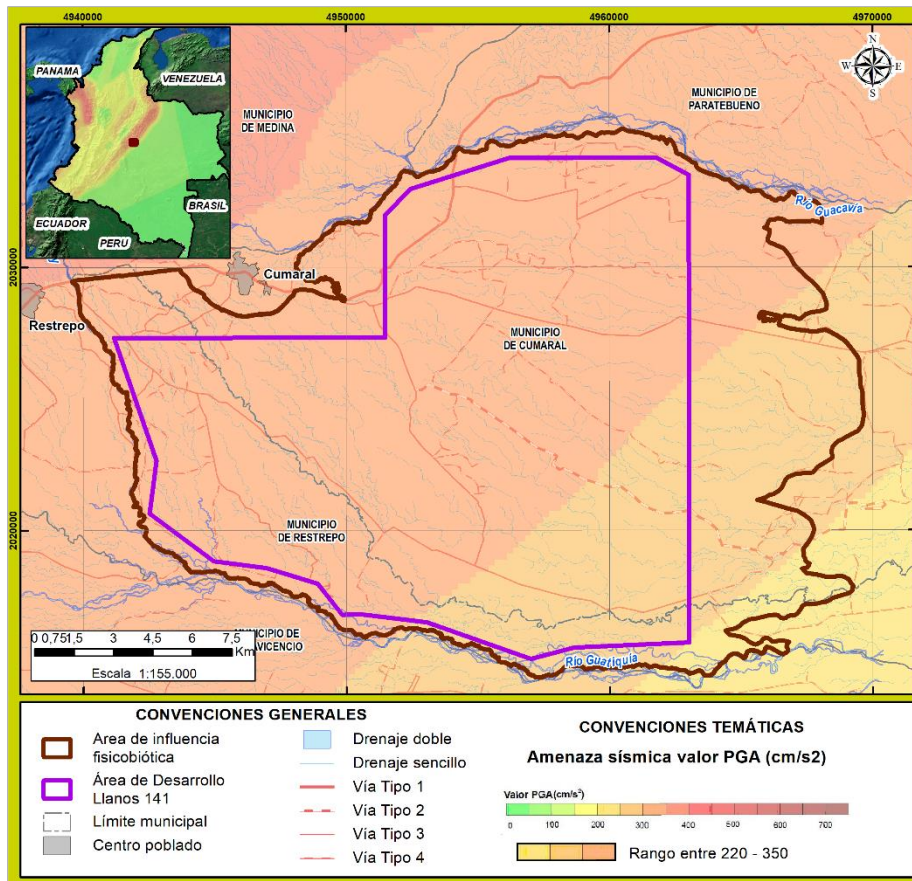 4940000
4950000
4960000
4970000
PANAMA
VENEZUELA
ECUADOR
PERU
BRASIL
N
W
E
S
MUNICIPIO
DE MEDINA
MUNICIPIO DE
PARATEBUENO
Río Guacavía
2030000
Cumaral
Restrepo
MUNICIPIO
DE CUMARAL
2020000
MUNICIPIO
DE RESTREPO
MUNICIPIO DE
AVICENCIO
Río Guatiquía
0 0,751,5 3 4,5 6 7,5
Km
Escala 1:155.000
CONVENCIONES GENERALES
Area de influencia
fisicobiótica
Área de Desarrollo
Llanos 141
Límite municipal
Centro poblado
Drenaje doble
Drenaje sencillo
Vía Tipo 1
Vía Tipo 2
Vía Tipo 3
Vía Tipo 4
CONVENCIONES TEMÁTICAS
Amenaza sísmica valor PGA (cm/s2)
Valor PGA(cm/s²)
0 100 200 300 400 500 600 700
Rango entre 220 - 350